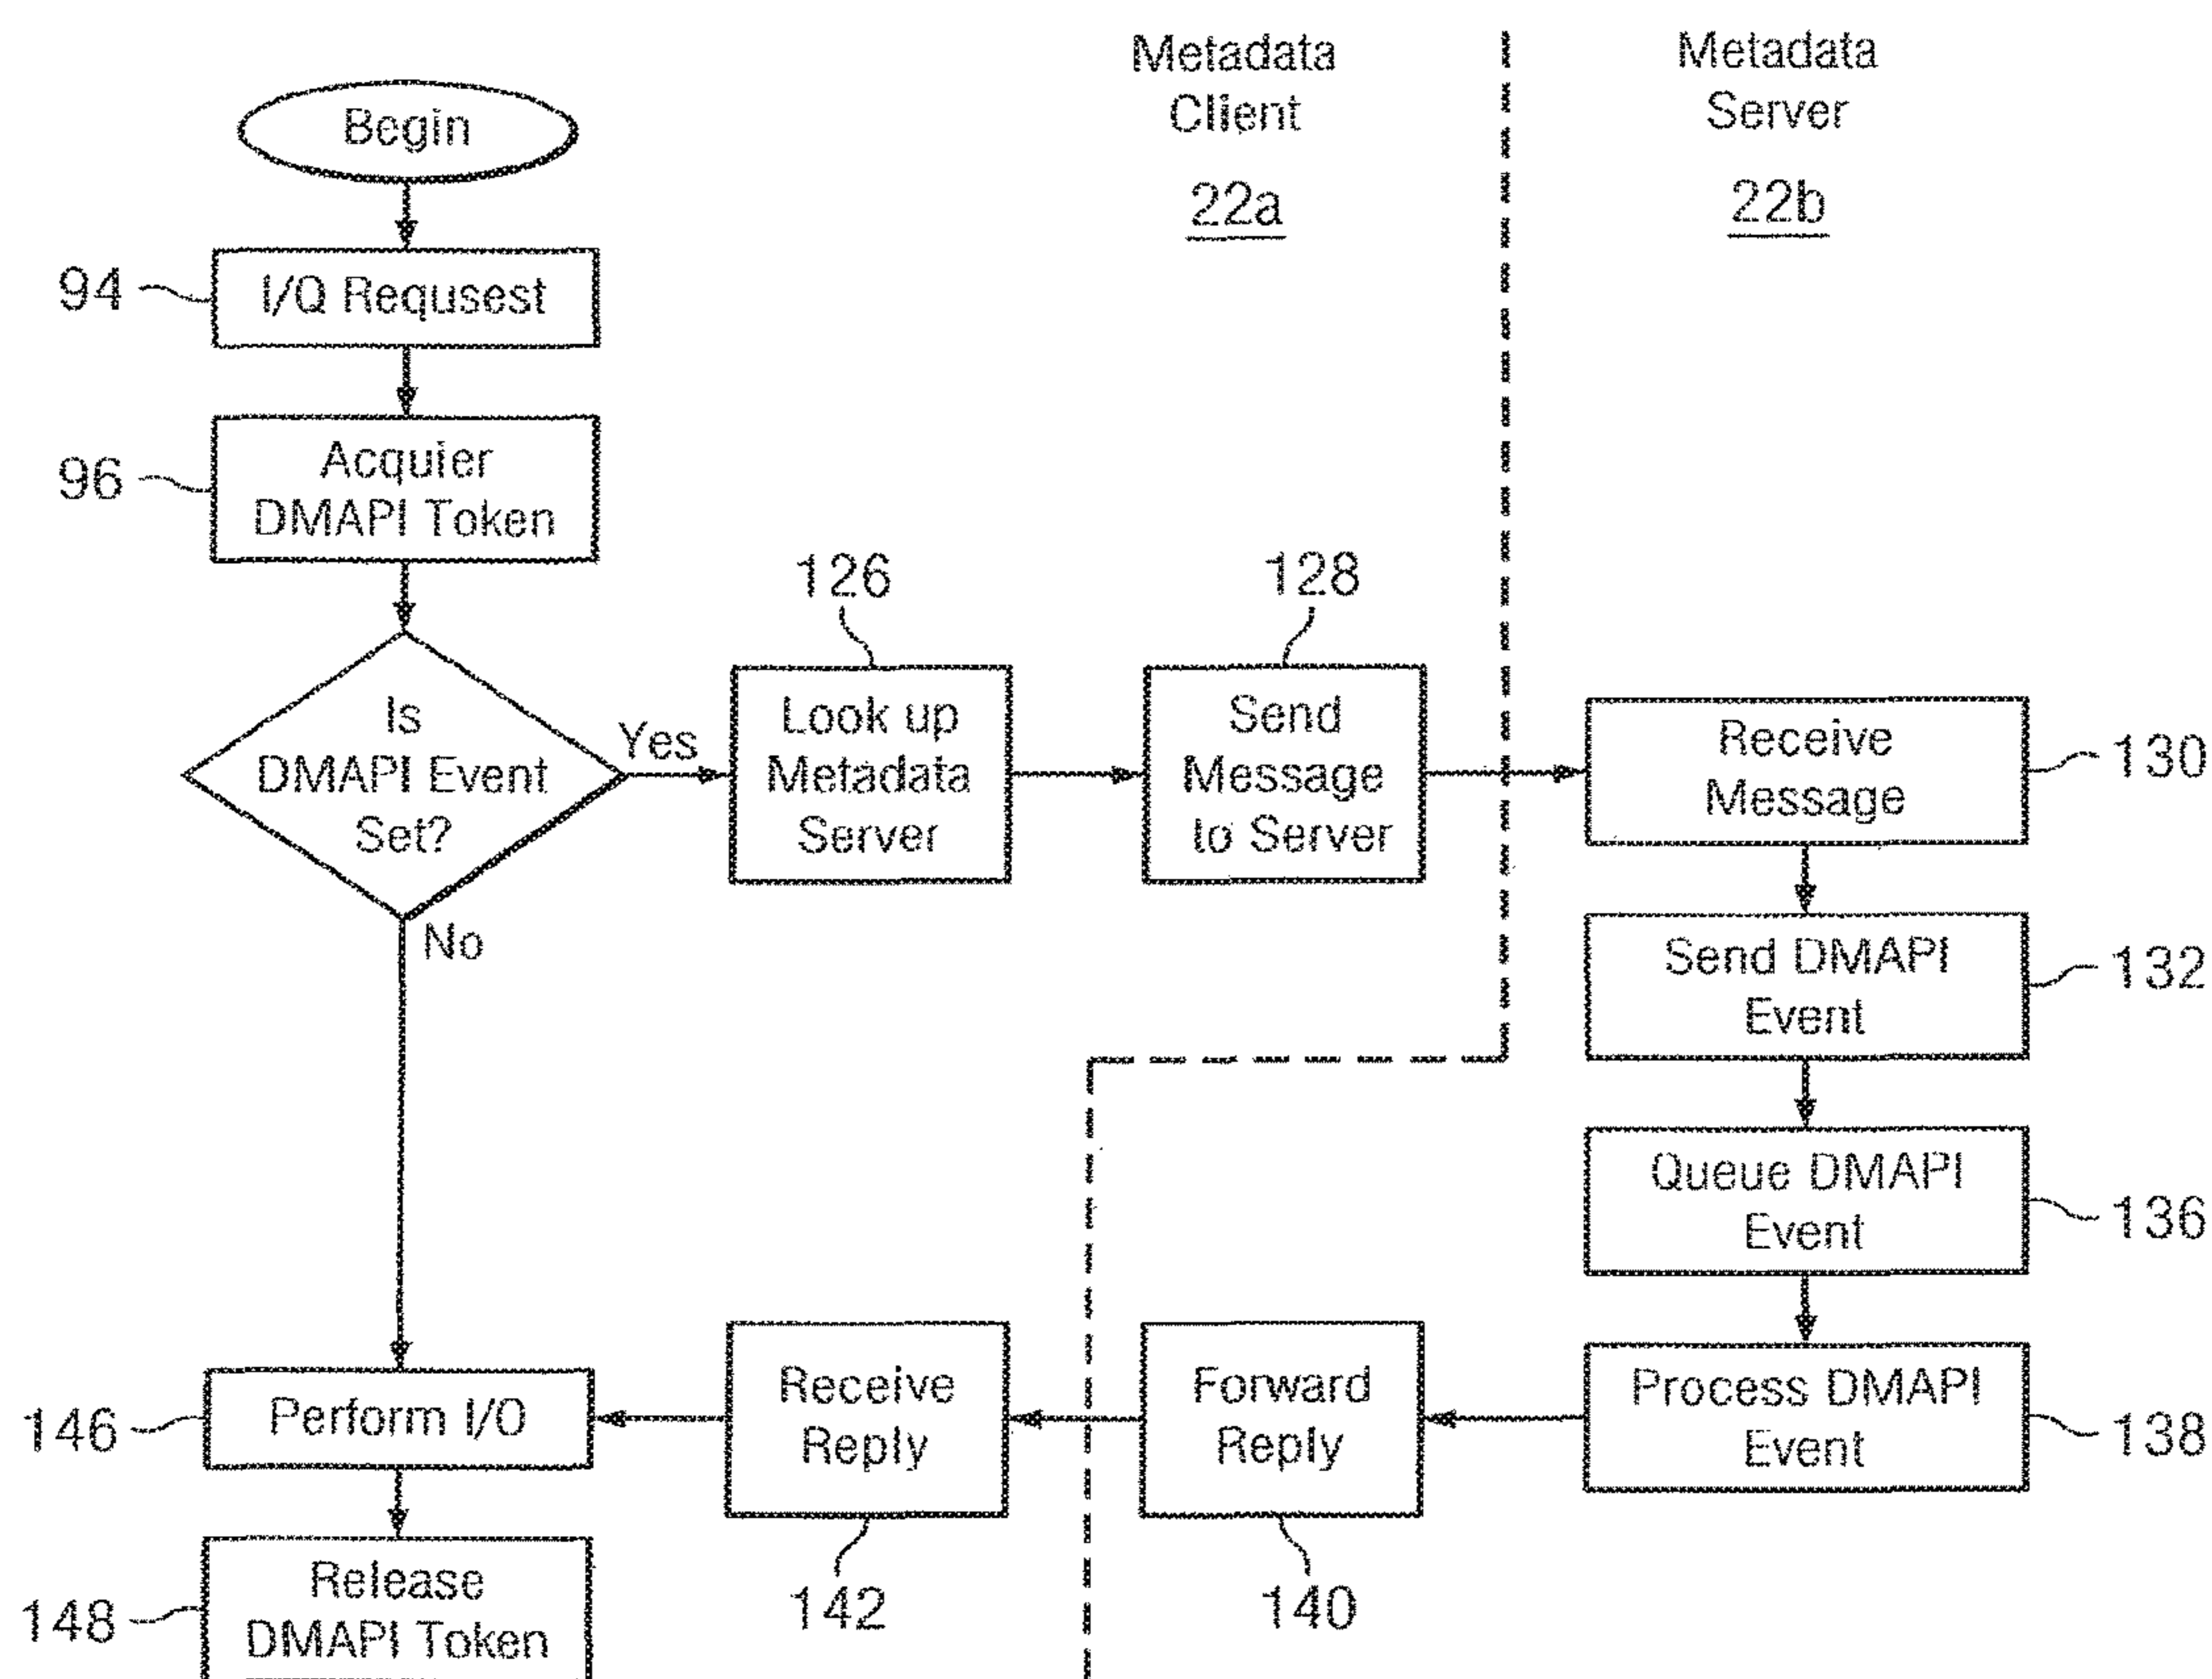 Metadata
Client
22a
Metadata
Server
22b
Begin
94
I/Q Requsest
96
Acquier
DMAPI Token
Is
DMAPI Event
Set?
Yes
No
126
Look up
Metadata
Server
128
Send
Message
to Server
Receive
Message
130
Send DMAPI
Event
132
Queue DMAPI
Event
136
Process DMAPI
Event
138
Forward
Reply
140
Receive
Reply
142
146
Perform I/O
148
Release
DMAPI Token